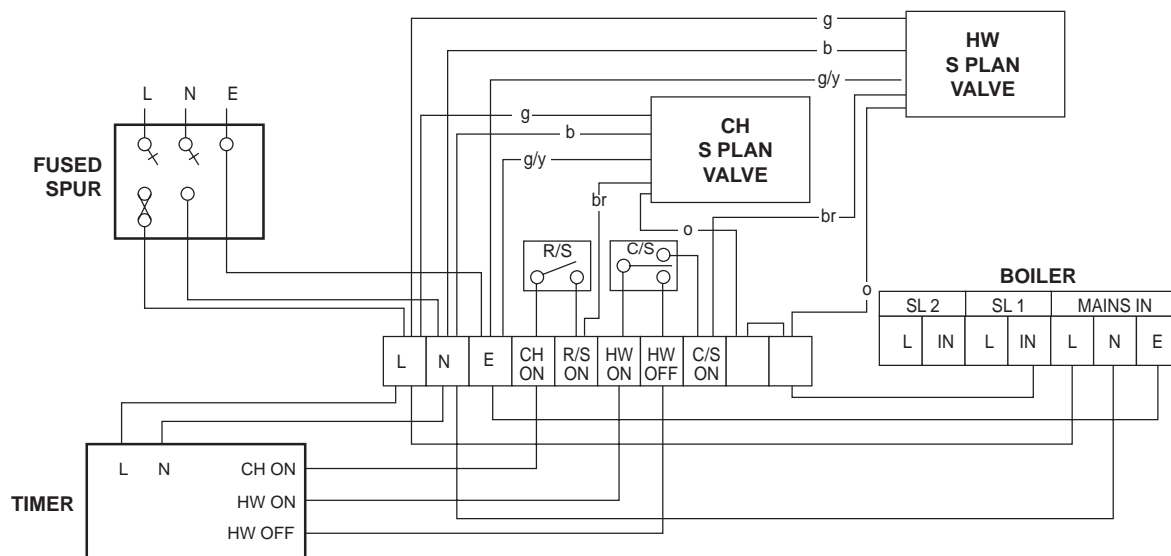 g
HW
S PLAN
VALVE
b
g/y
L N E
g
CH
S PLAN
VALVE
b
g/y
FUSED
SPUR
br
br
o
R/S
C/S
o
BOILER
SL 2 SL 1 MAINS IN
L IN L IN L N E
L N E CH ON R/S ON HW ON HW OFF C/S ON
L N CH ON
TIMER
HW ON
HW OFF